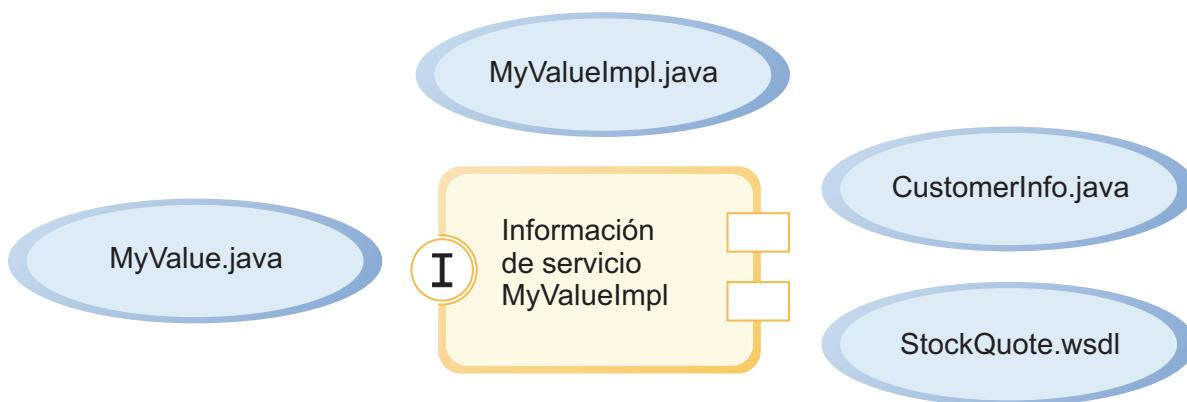 MyValueImpl.java
CustomerInfo.java
MyValue.java
I
Información
de servicio
MyValueImpl
StockQuote.wsdl